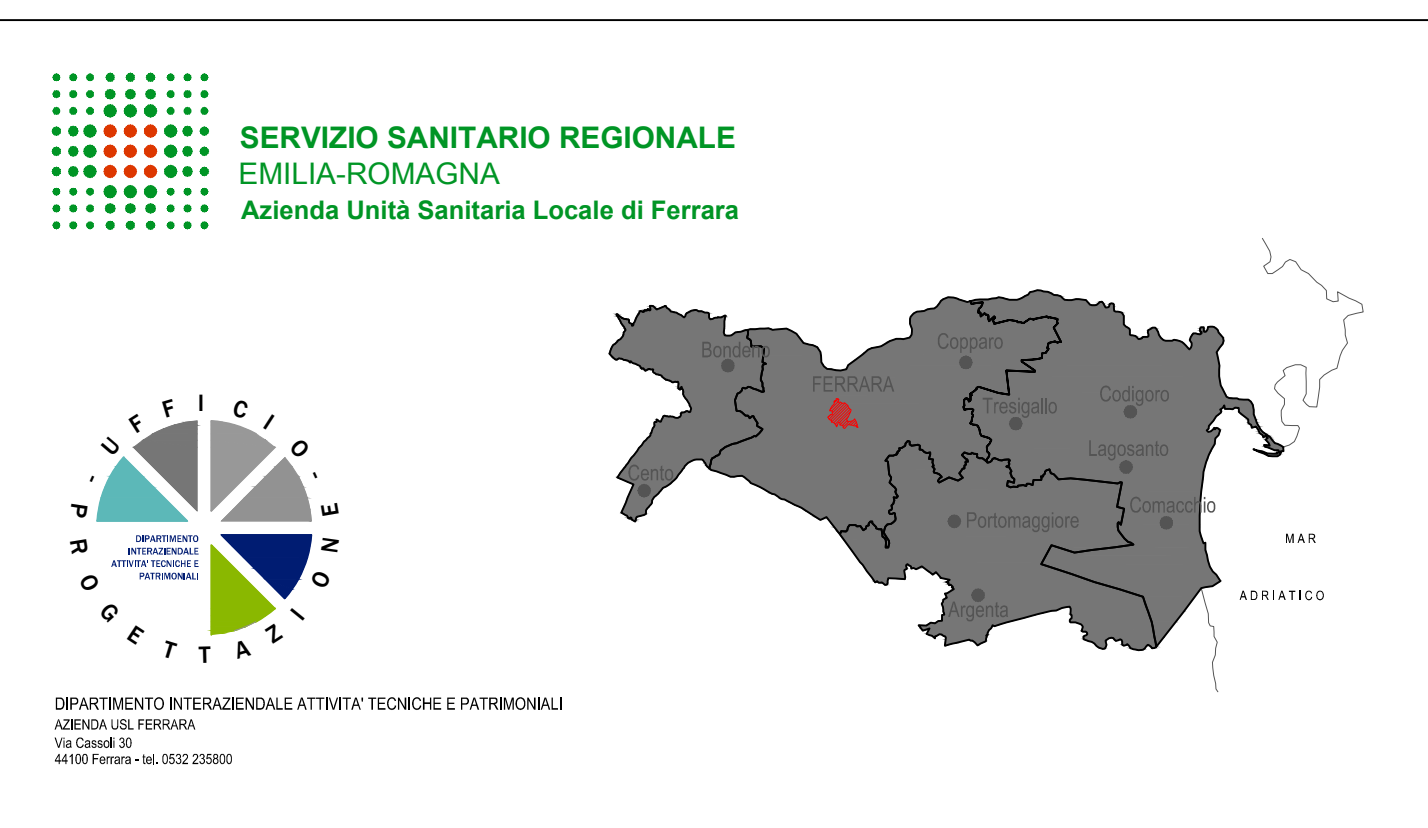 SERVIZIO SANITARIO REGIONALE
EMILIA-ROMAGNA
Azienda Unità Sanitaria Locale di Ferrara
Bondeno
Copparo
FERRARA
Tresigallo
Codigoro
Lagosanto
Cento
Comacchio
Portomaggiore
Argenta
MAR
ADRIATICO
UFFICIO-PROGETTAZIONE-
DIPARTIMENTO
INTERAZIENDALE
ATTIVITA' TECNICHE E
PATRIMONIALI
DIPARTIMENTO INTERAZIENDALE ATTIVITA' TECNICHE E PATRIMONIALI
AZIENDA USL FERRARA
Via Cassoli 30
44100 Ferrara - tel. 0532 235800